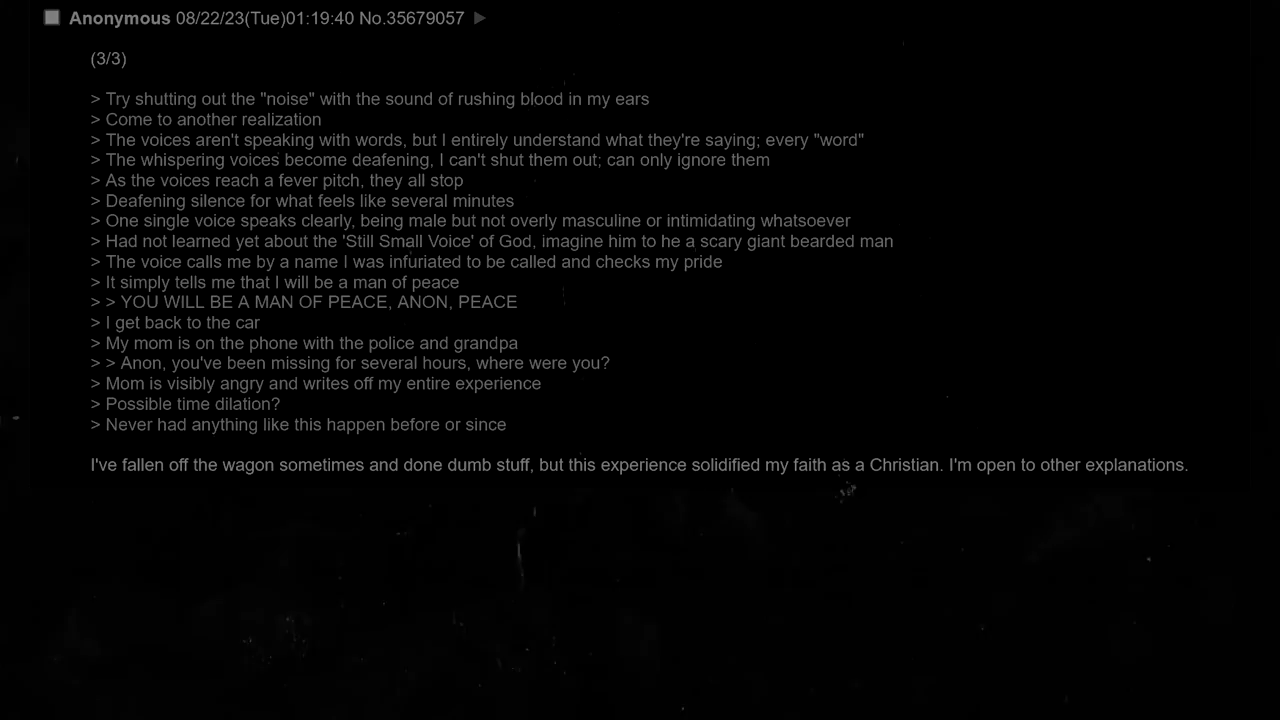 Anonymous 08/22/23(Tue)01:19:40 No.35679057 ▶
(3/3)
> Try shutting out the "noise" with the sound of rushing blood in my ears
> Come to another realization
> The voices aren't speaking with words, but I entirely understand what they're saying; every "word"
> The whispering voices become deafening, I can't shut them out; can only ignore them
> As the voices reach a fever pitch, they all stop
> Deafening silence for what feels like several minutes
> One single voice speaks clearly, being male but not overly masculine or intimidating whatsoever
> Had not learned yet about the 'Still Small Voice' of God, imagine him to he a scary giant bearded man
> The voice calls me by a name I was infuriated to be called and checks my pride
> It simply tells me that I will be a man of peace
> > YOU WILL BE A MAN OF PEACE, ANON, PEACE
> I get back to the car
> My mom is on the phone with the police and grandpa
> > Anon, you've been missing for several hours, where were you?
> Mom is visibly angry and writes off my entire experience
> Possible time dilation?
> Never had anything like this happen before or since
I've fallen off the wagon sometimes and done dumb stuff, but this experience solidified my faith as a Christian. I'm open to other explanations.